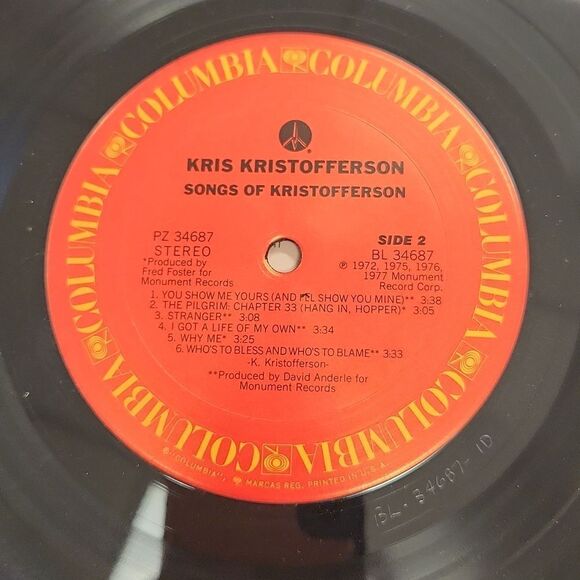 COLUMBIA COLUMBIA COLUMBIA COLUMBIA COLUMBIA COLUMBIA
KRIS KRISTOFFERSON
SONGS OF KRISTOFFERSON
PZ 34687
STEREO
*Produced by
Fred Foster for
Monument Records
SIDE 2
BL 34687
℗ 1972, 1975, 1976,
1977 Monument
Record Corp.
1. YOU SHOW ME YOURS (AND I'LL SHOW YOU MINE)** 3:38
2. THE PILGRIM: CHAPTER 33 (HANG IN, HOPPER)* 3:05
3. STRANGER** 3:08
4. I GOT A LIFE OF MY OWN** 3:34
5. WHY ME* 3:25
6. WHO'S TO BLESS AND WHO'S TO BLAME** 3:33
-K. Kristofferson-
**Produced by David Anderle for
Monument Records
"COLUMBIA", MARCAS REG. PRINTED IN U.S.A.
BL-34687-1D